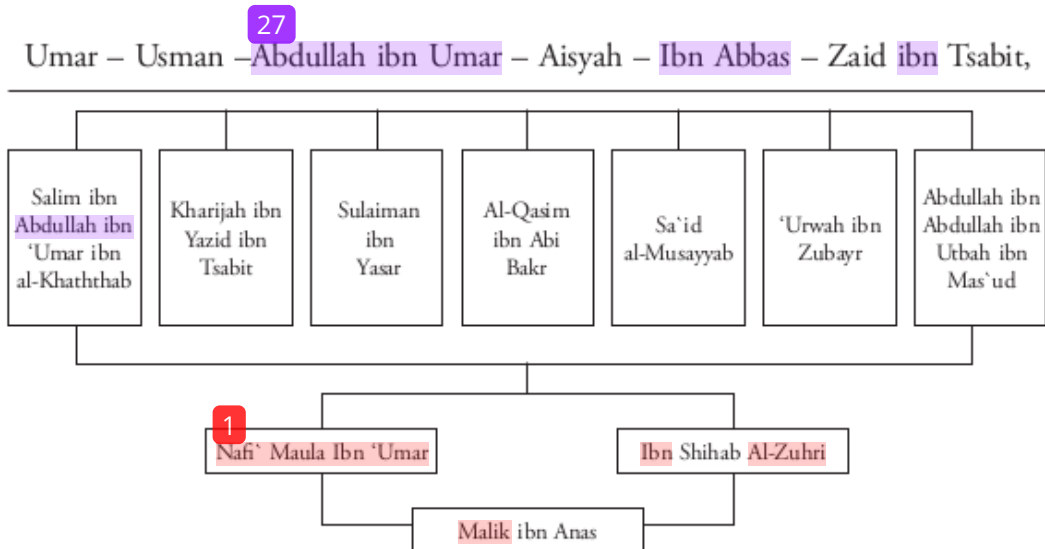 27
Umar – Usman –Abdullah ibn Umar – Aisyah – Ibn Abbas – Zaid ibn Tsabit,
Salim ibn
Abdullah ibn
‘Umar ibn
al-Khaththab
Kharijah ibn
Yazid ibn
Tsabit
Sulaiman
ibn
Yasar
Al-Qasim
ibn Abi
Bakr
Sa`id
al-Musayyab
‘Urwah ibn
Zubayr
Abdullah ibn
Abdullah ibn
Utbah ibn
Mas`ud
1
Nafi` Maula Ibn ‘Umar
Ibn Shihab Al-Zuhri
Malik ibn Anas